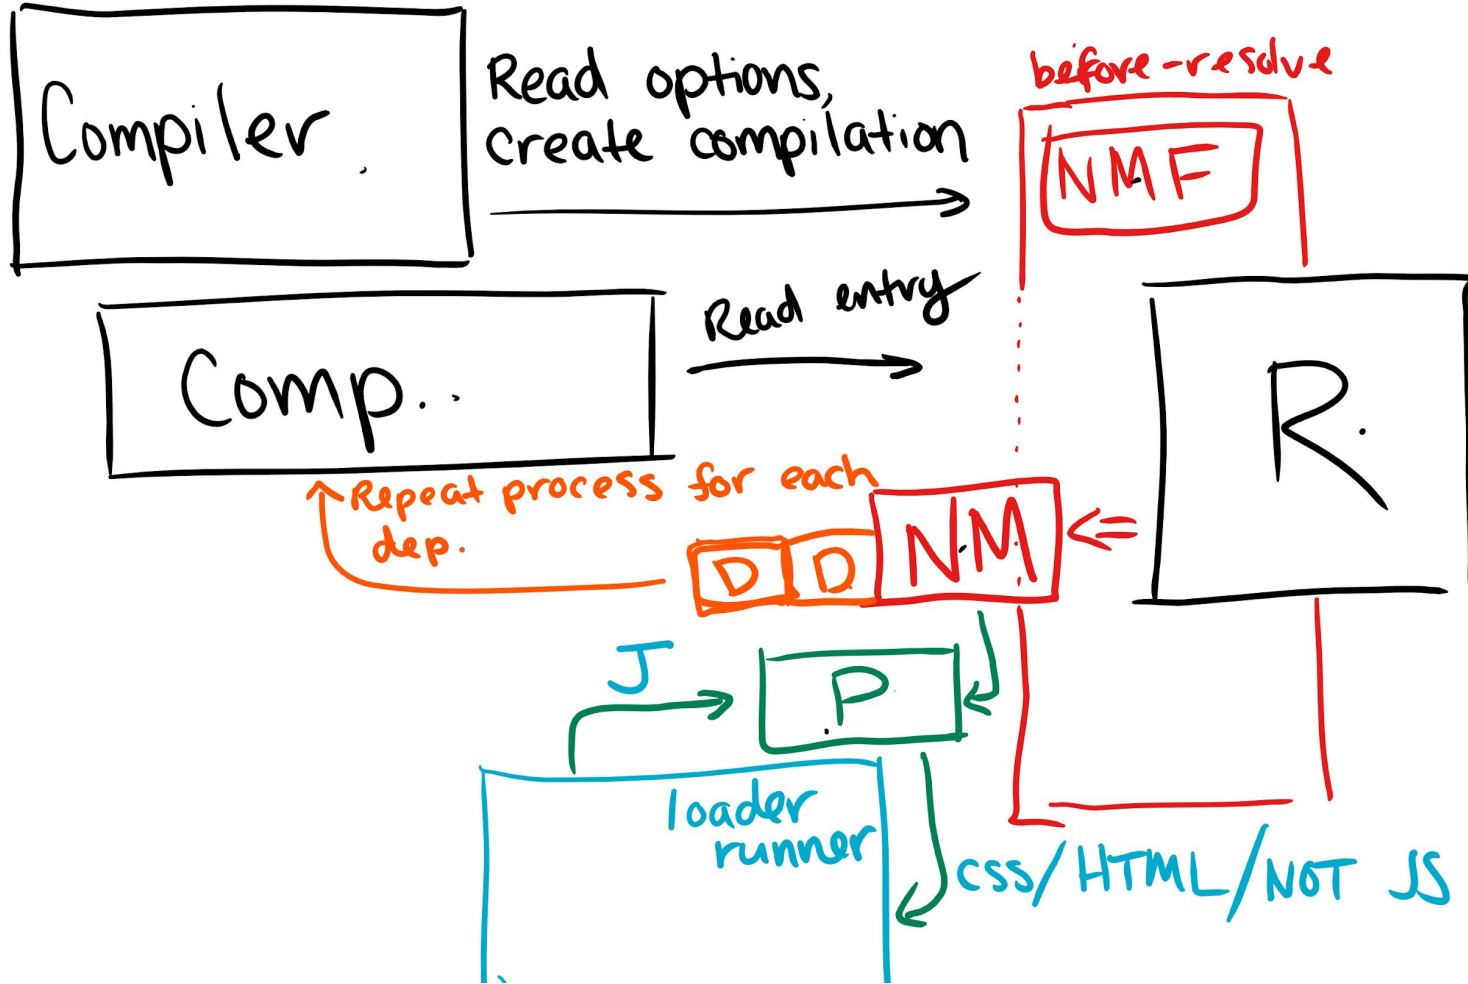 Compiler.
Read options,
create compilation
before-resolve
NMF
Read entry
Comp..
R.
Repeat process for each
dep.
D
D
NM
J
P
loader
runner
CSS/HTML/NOT JS